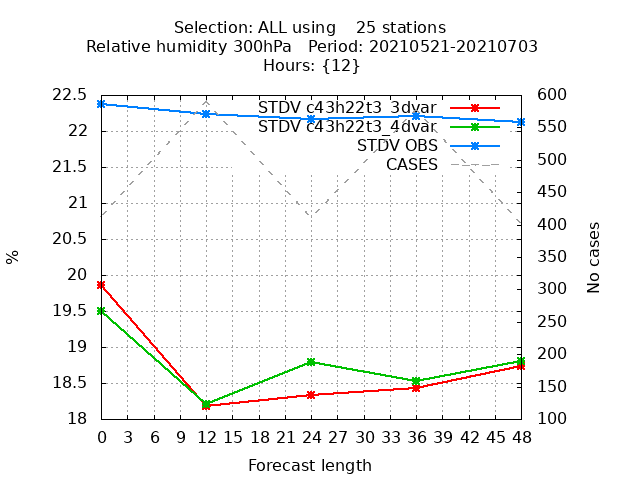 Selection: ALL using    25 stations
Relative humidity 300hPa   Period: 20210521-20210703
Hours: {12}
STDV c43h22t3_3dvar
STDV c43h22t3_4dvar
STDV OBS
CASES
22.5
22
21.5
21
20.5
20
19.5
19
18.5
18
%
600
550
500
450
400
350
300
250
200
150
100
No cases
0 3 6 9 12 15 18 21 24 27 30 33 36 39 42 45 48
Forecast length